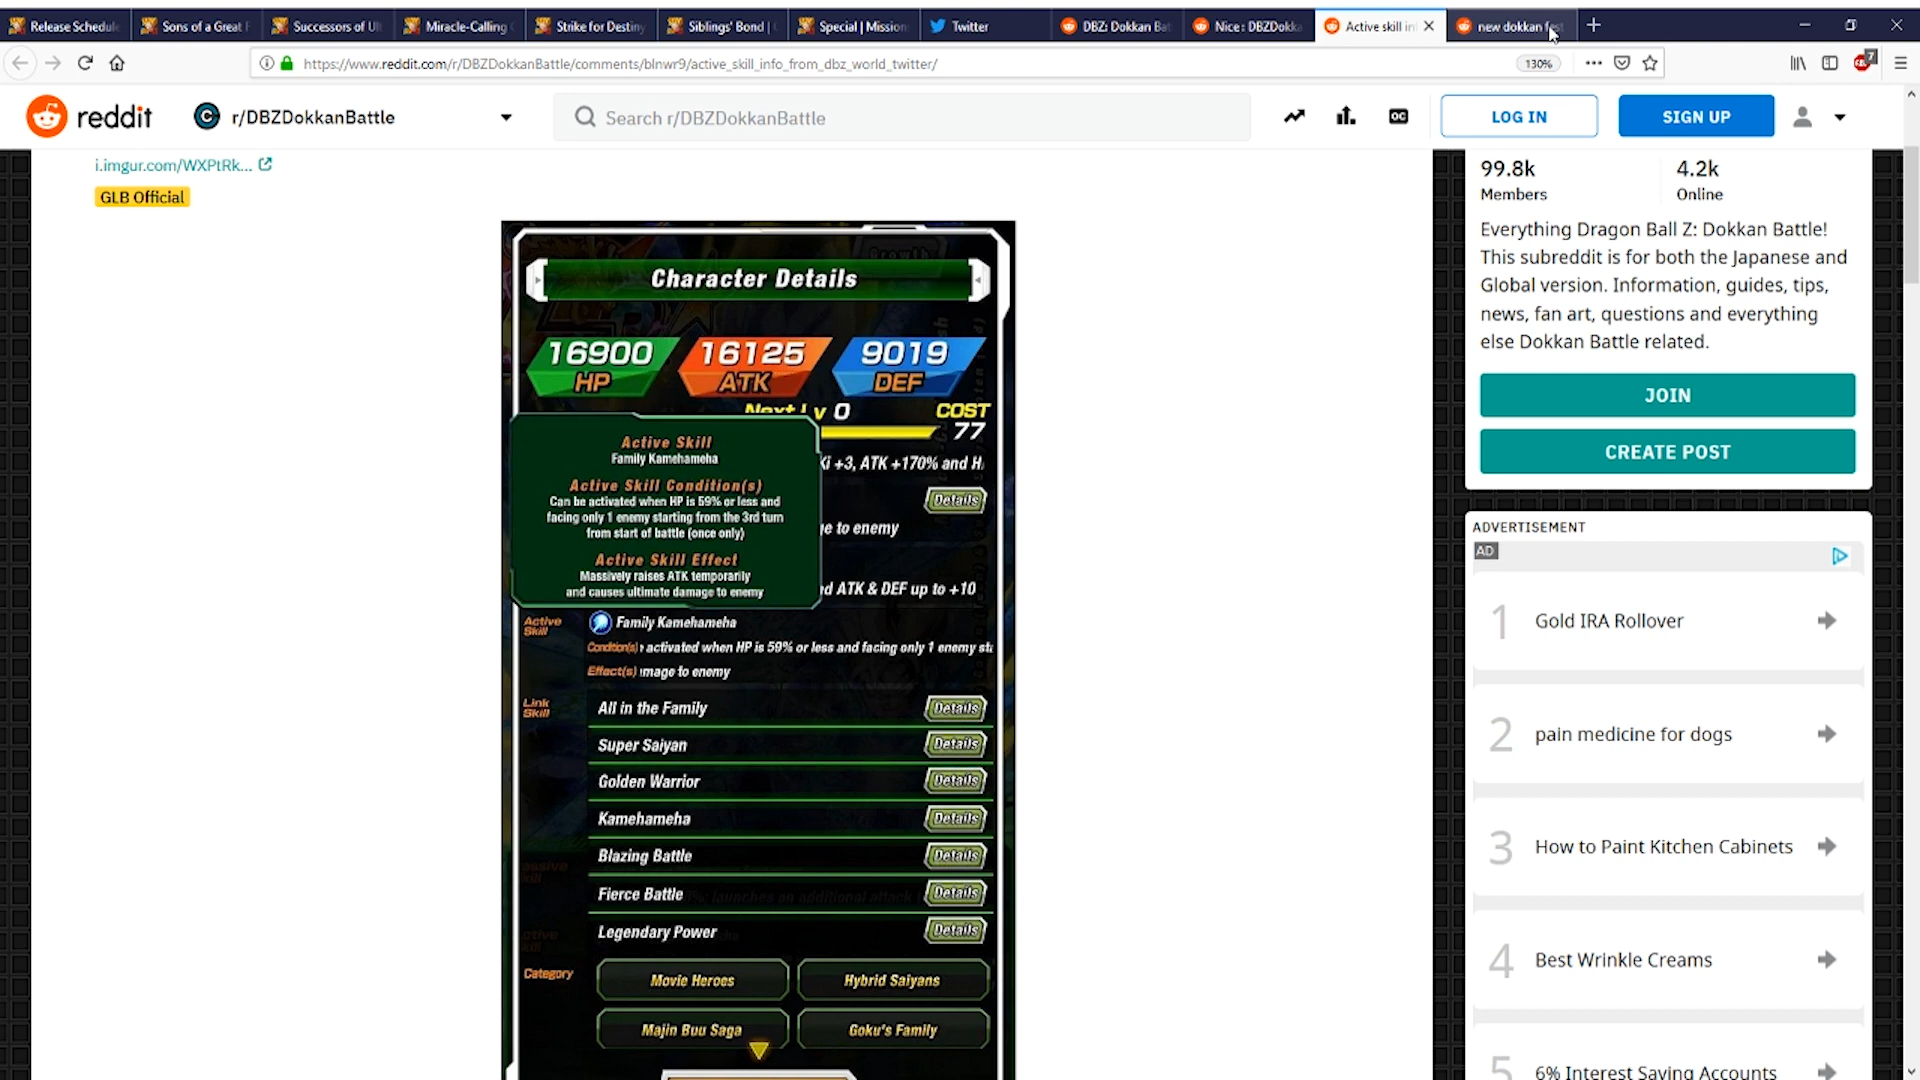 Release Schedule
Sons of a Great F
Successors of Ult
Miracle-Calling
Strike for Destiny
Siblings' Bond |
Special | Mission
Twitter
DBZ: Dokkan Bat
Nice : DBZDokka
Active skill in
new dokkan fest
https://www.reddit.com/r/DBZDokkanBattle/comments/blnwr9/active_skill_info_from_dbz_world_twitter/
130%
7
reddit
r/DBZDokkanBattle
Search r/DBZDokkanBattle
OC
LOG IN
SIGN UP
i.imgur.com/WXPtRk...
GLB Official
Character Details
16900
HP
16125
ATK
9019
DEF
Next Lv 0
COST
77
Active Skill
Family Kamehameha
Ki +3, ATK +170% and H
Active Skill Condition(s)
Can be activated when HP is 59% or less and
facing only 1 enemy starting from the 3rd turn
from start of battle (once only)
Details
ge to enemy
Active Skill Effect
Massively raises ATK temporarily
and causes ultimate damage to enemy
d ATK & DEF up to +10
Active
Skill
Family Kamehameha
Condition(s) activated when HP is 59% or less and facing only 1 enemy sta
Effect(s) mage to enemy
Link
Skill
All in the Family
Details
Super Saiyan
Details
Golden Warrior
Details
Kamehameha
Details
Blazing Battle
Details
Fierce Battle
Details
Legendary Power
Details
Category
Movie Heroes
Hybrid Saiyans
Majin Buu Saga
Goku's Family
99.8k
Members
4.2k
Online
Everything Dragon Ball Z: Dokkan Battle!
This subreddit is for both the Japanese and
Global version. Information, guides, tips,
news, fan art, questions and everything
else Dokkan Battle related.
JOIN
CREATE POST
ADVERTISEMENT
AD
1 Gold IRA Rollover
2 pain medicine for dogs
3 How to Paint Kitchen Cabinets
4 Best Wrinkle Creams
5 6% Interest Saving Accounts